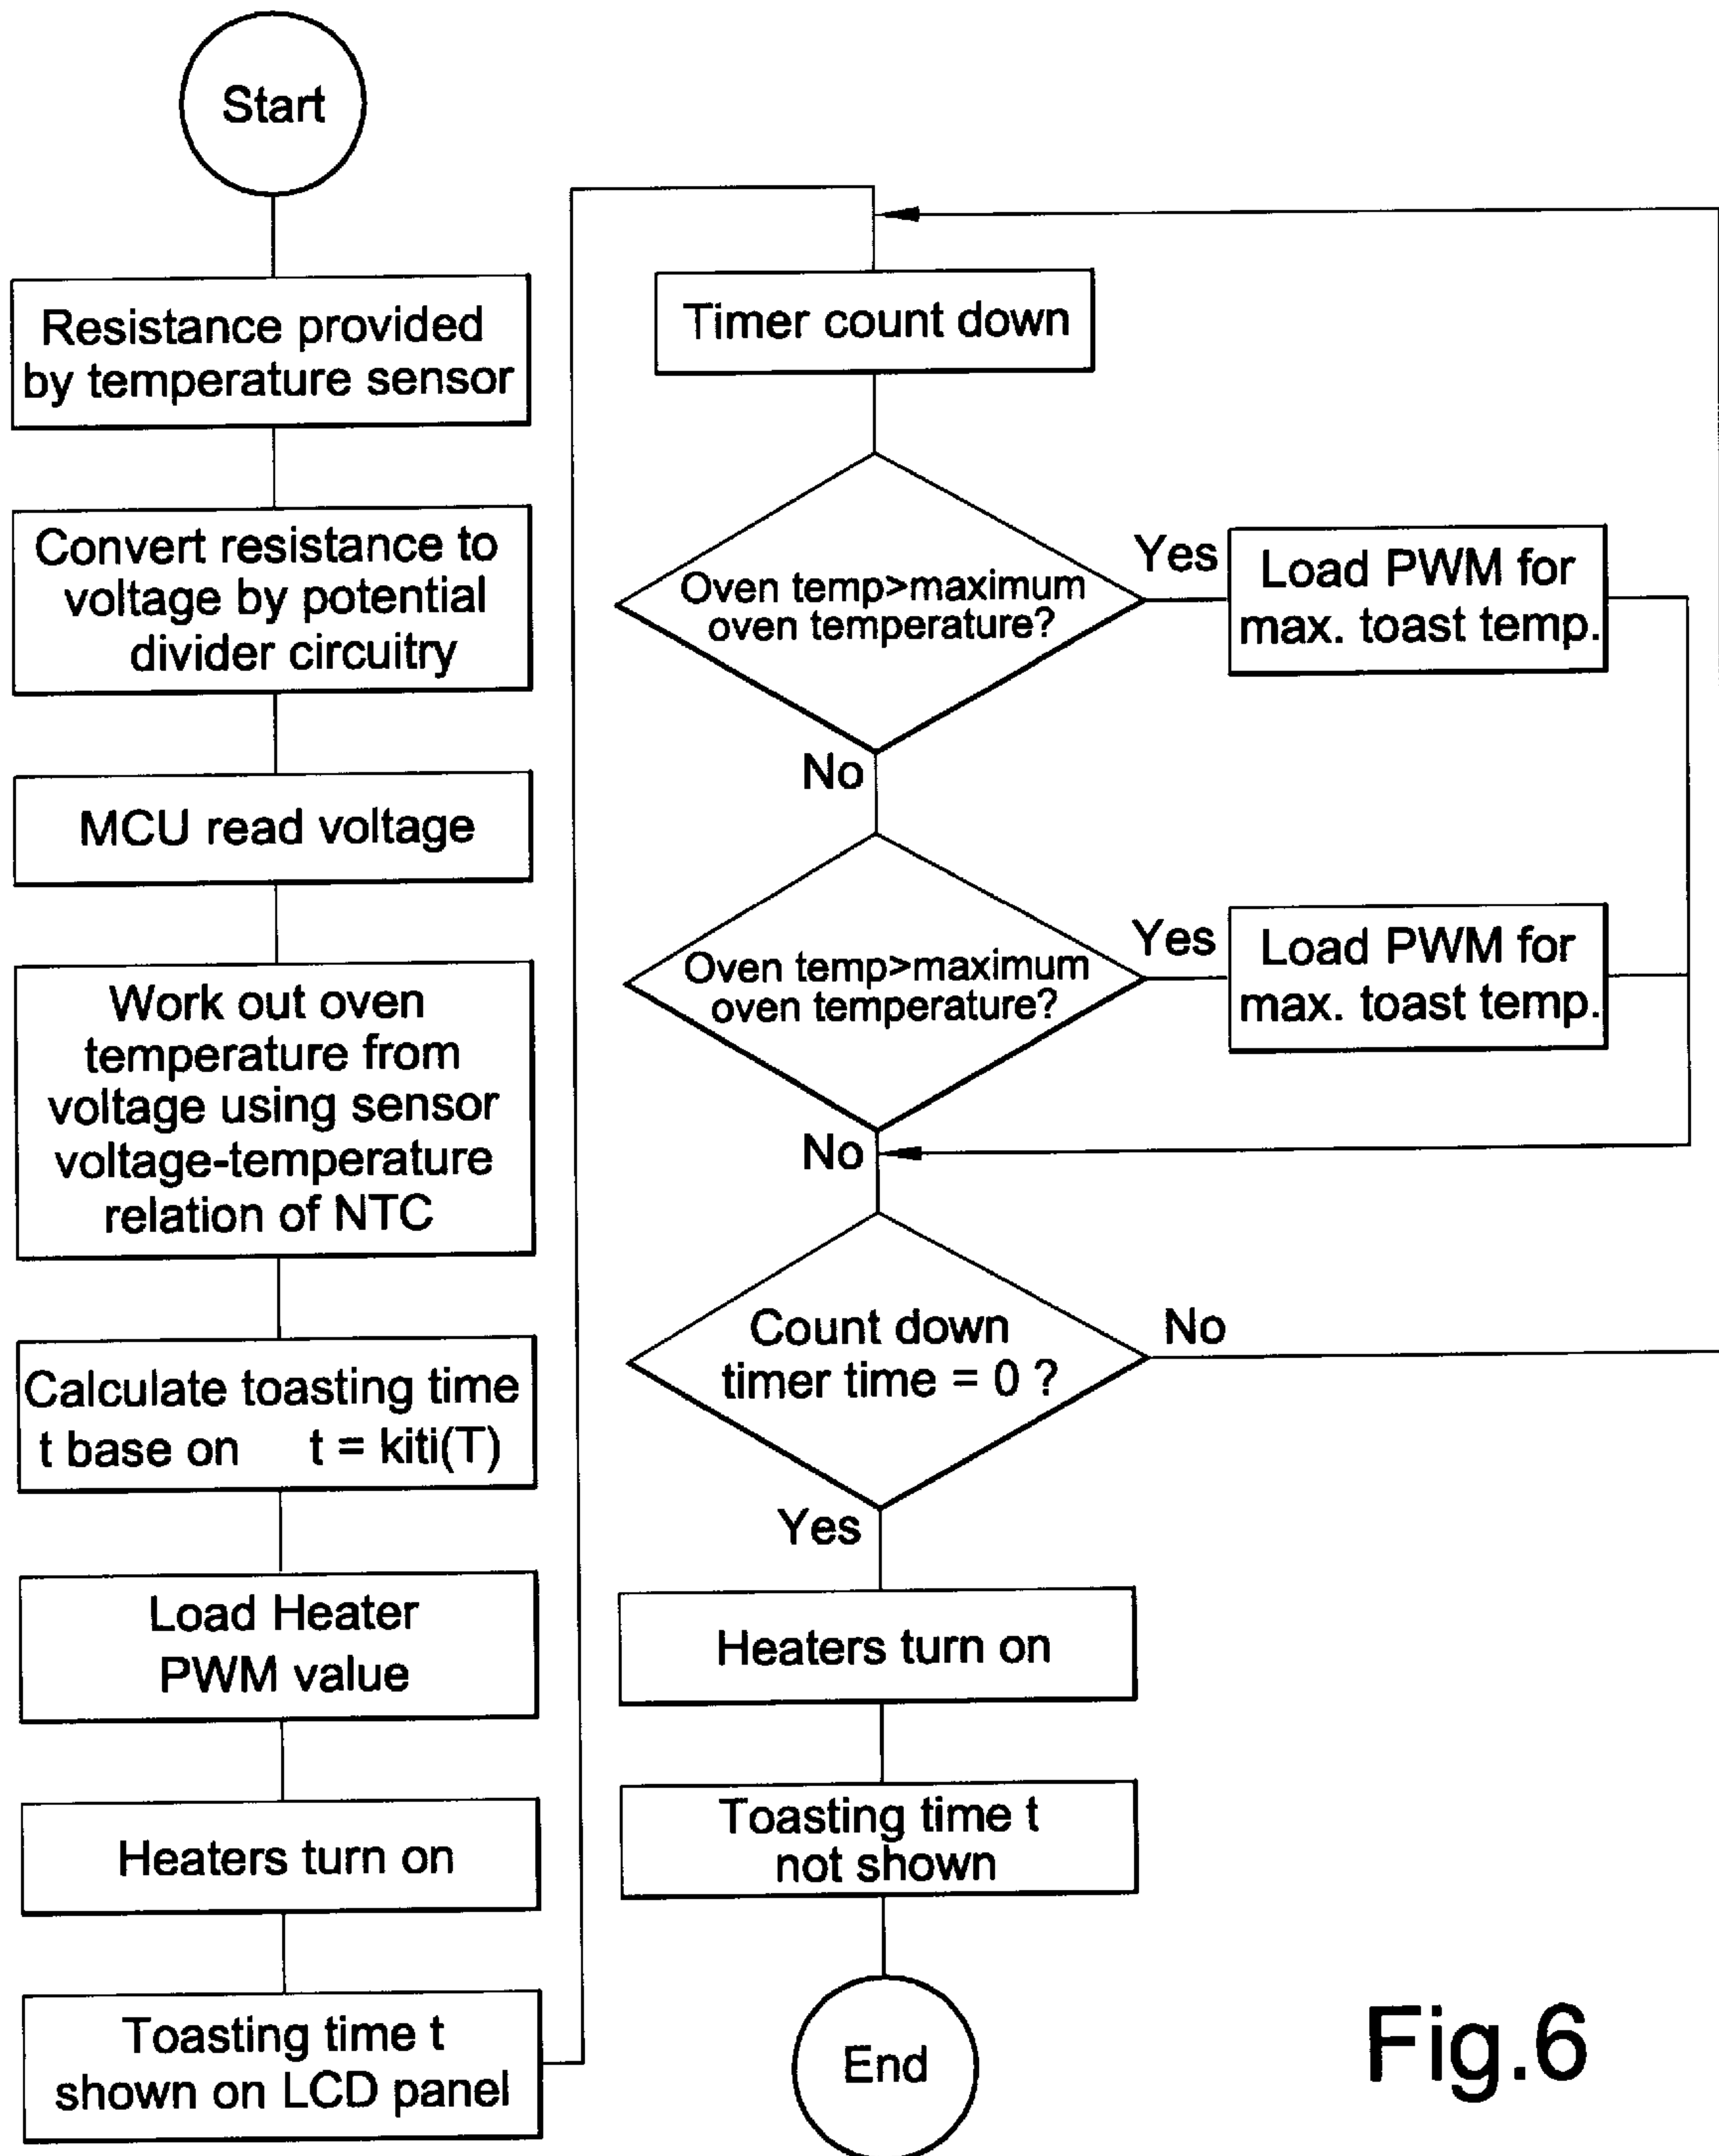 Start
Resistance provided
by temperature sensor
Convert resistance to
voltage by potential
divider circuitry
MCU read voltage
Work out oven
temperature from
voltage using sensor
voltage-temperature
relation of NTC
Calculate toasting time
t base on t = kiti(T)
Load Heater
PWM value
Heaters turn on
Toasting time t
shown on LCD panel
Timer count down
Oven temp>maximum
oven temperature?
Yes
Load PWM for
max. toast temp.
No
Oven temp>maximum
oven temperature?
Yes
Load PWM for
max. toast temp.
No
Count down
timer time = 0 ?
No
Yes
Heaters turn on
Toasting time t
not shown
End
Fig.6